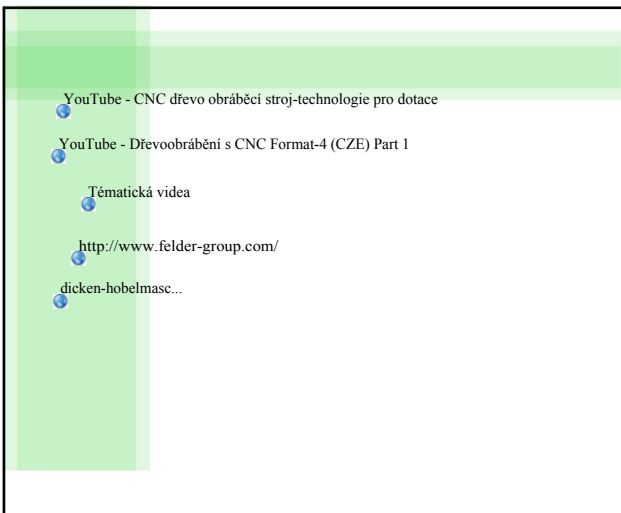 YouTube - CNC dřevo obráběcí stroj-technologie pro dotace
YouTube - Dřevoobrábění s CNC Format-4 (CZE) Part 1
Tématická videa
http://www.felder-group.com/
dicken-hobelmasc...